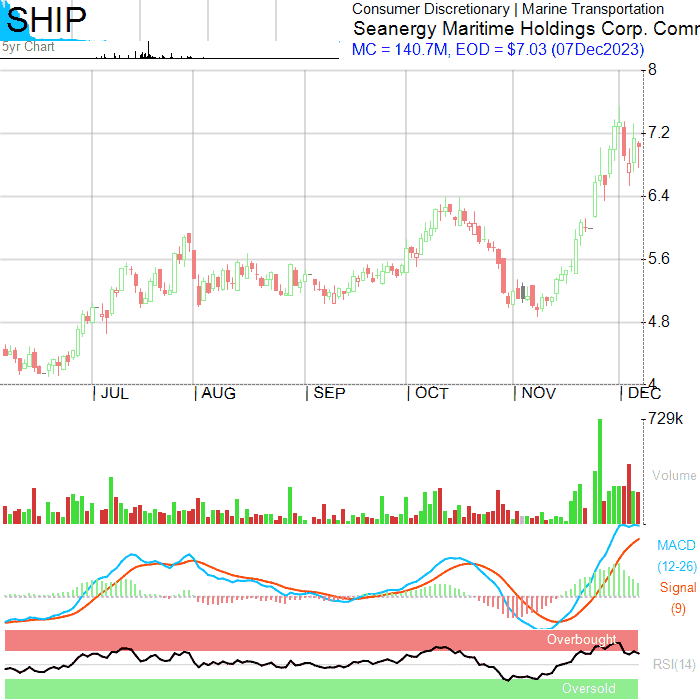 SHIP
Consumer Discretionary | Marine Transportation
Seanergy Maritime Holdings Corp. Comm
5yr Chart
MC = 140.7M, EOD = $7.03 (07Dec2023)
8
7.2
6.4
5.6
4.8
4
JUL AUG SEP OCT NOV DEC
729k
Volume
MACD
(12-26)
Signal
(9)
Overbought
RSI(14)
Oversold